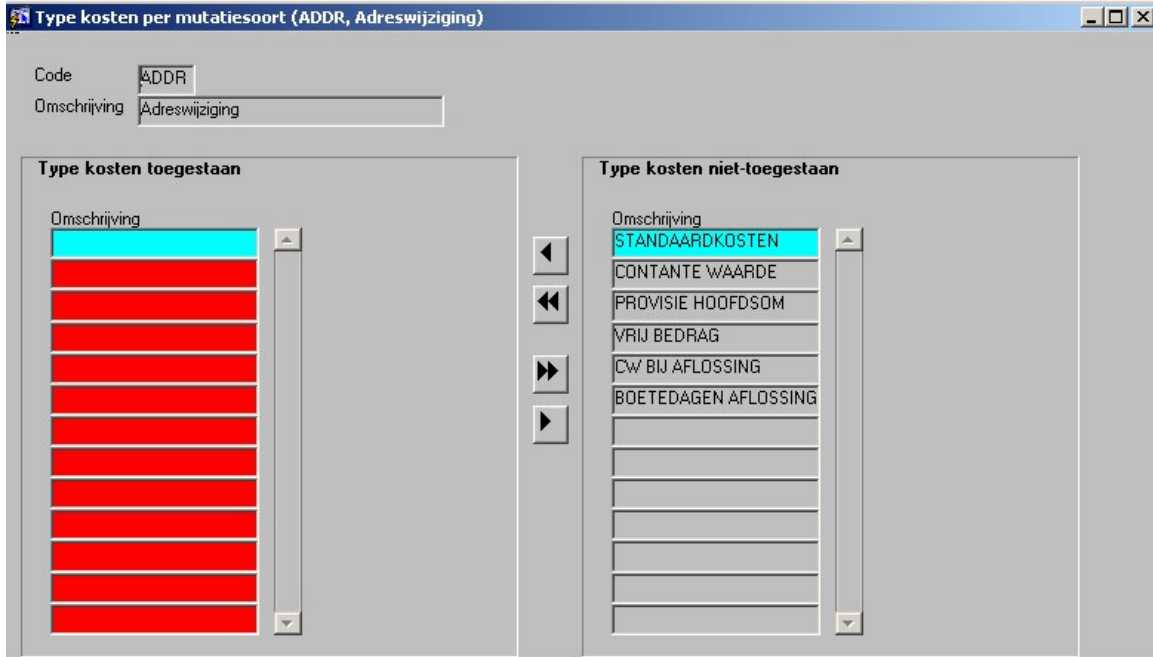 Type kosten per mutatiesoort (ADDR, Adreswijziging)
Code ADDR
Omschrijving Adreswijziging
Type kosten toegestaan
Omschrijving
Type kosten niet-toegestaan
Omschrijving
STANDAARDKOSTEN
CONTANTE WAARDE
PROVISIE HOOFDSOM
VRIJ BEDRAG
CW BIJ AFLOSSING
BOETEDAGEN AFLOSSING